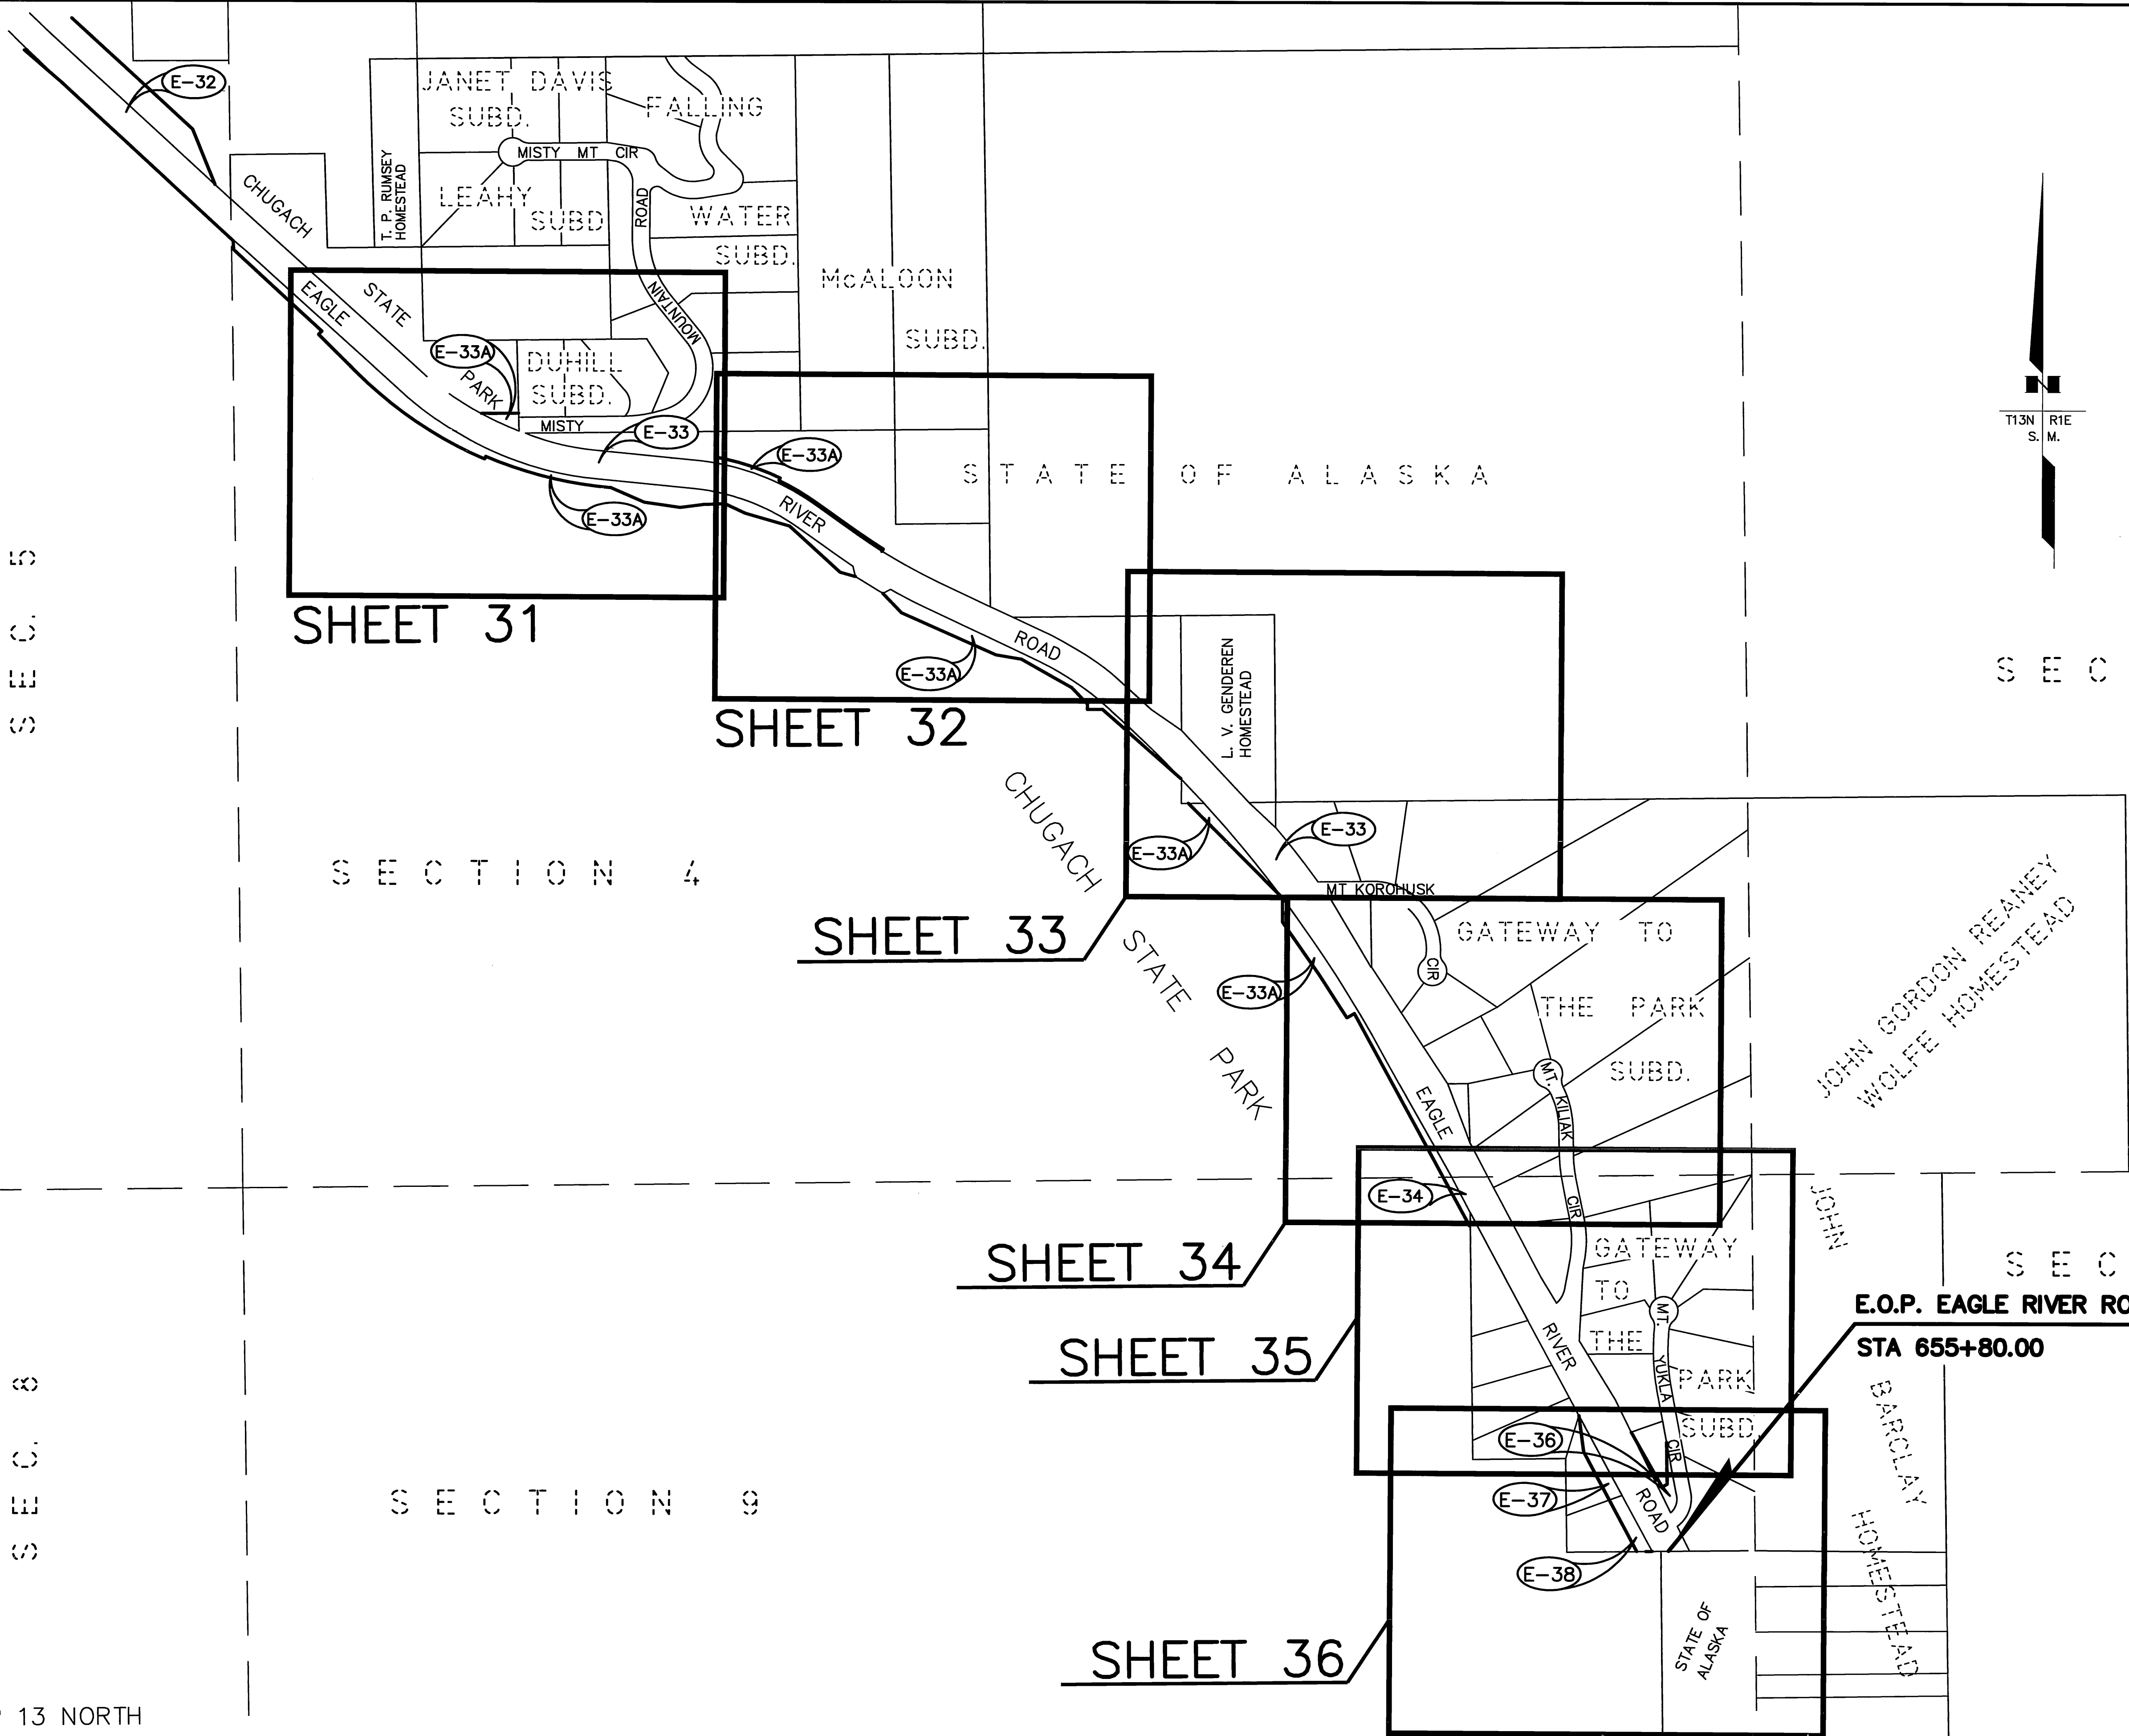 E-32
JANET DAVIS
SUBD.
FALLING
MISTY MT CIR
T. P. RUMSEY
HOMESTEAD
LEAHY
SUBD
ROAD
WATER
SUBD.
CHUGACH
STATE
PARK
EAGLE
MOUNTAIN
McALOON
SUBD.
E-33A
DUHILL
SUBD.
MISTY
E-33
E-33A
E-33A
RIVER
STATE OF ALASKA
N
T13N R1E
S. M.
SEC. 5
SHEET 31
E-33A
ROAD
SHEET 32
L. V. GENDEREN
HOMESTEAD
SEC
CHUGACH
STATE
PARK
E-33A
E-33
SECTION 4
MT KOROHUSK
CIR
SHEET 33
GATEWAY TO
THE PARK
SUBD.
JOHN GORDON REANEY
WOLFE HOMESTEAD
E-33A
MT. KILIAK
CIR
EAGLE
E-34
SHEET 34
GATEWAY
TO
THE
PARK
SUBD
JOHN
BARCLAY
HOMESTEAD
SEC
E.O.P. EAGLE RIVER RO
STA 655+80.00
SHEET 35
RIVER
MT.
YUKLA
CIR
SEC. 8
SECTION 9
E-36
E-37
ROAD
E-38
STATE OF
ALASKA
SHEET 36
13 NORTH